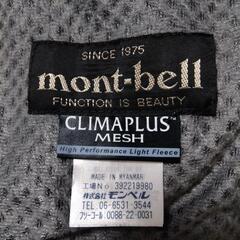 SINCE 1975
mont-bell
FUNCTION IS BEAUTY
CLIMAPLUS™
MESH
High Performance Light Fleece
MADE IN MYANMAR
工場No 392219980
株式会社モンベル
TEL 06-6531-3544
フリーコール 0088-22-0031